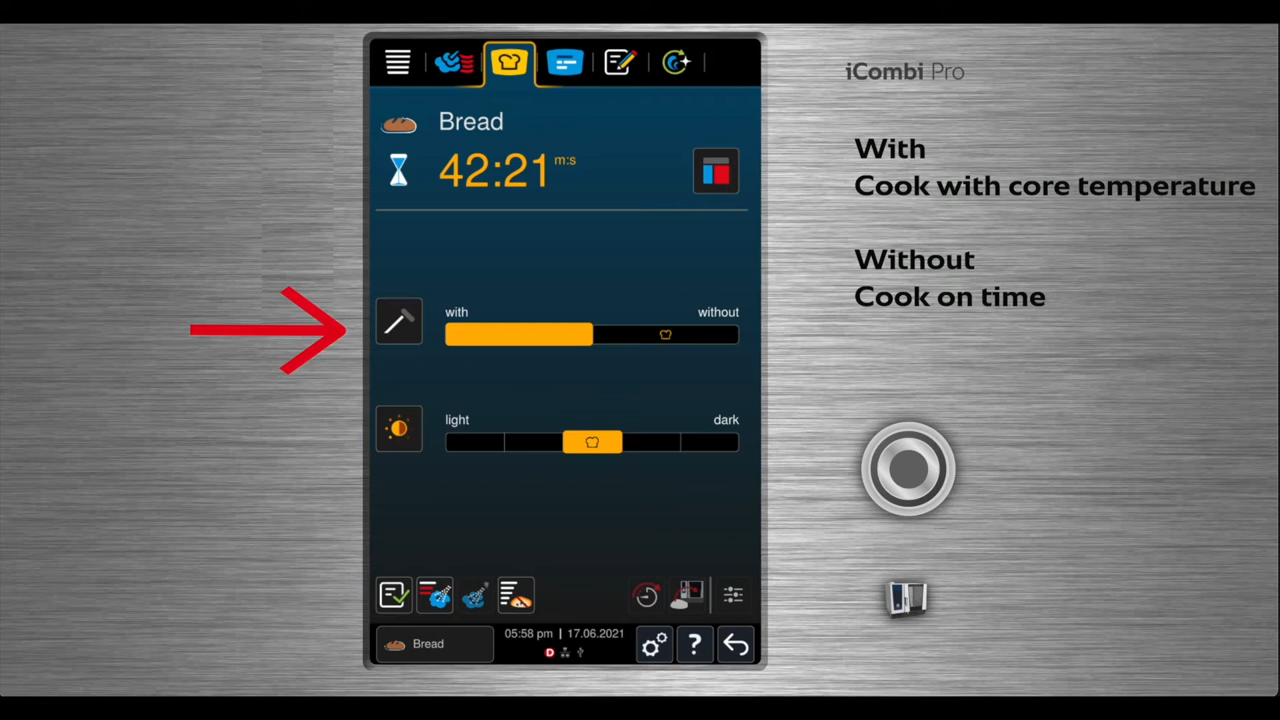 iCombi Pro
Bread
42:21 m:s
With
Cook with core temperature
Without
Cook on time
with without
light dark
Bread
05:58 pm | 17.06.2021
D
?